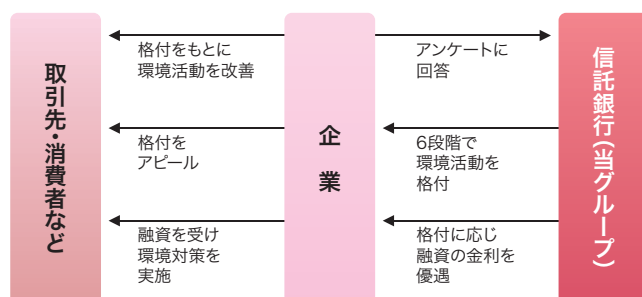 取引先・消費者など
格付をもとに
環境活動を改善
格付を
アピール
融資を受け
環境対策を
実施
企業
アンケートに
回答
6段階で
環境活動を
格付
格付に応じ
融資の金利を
優遇
信託銀行(当グループ)